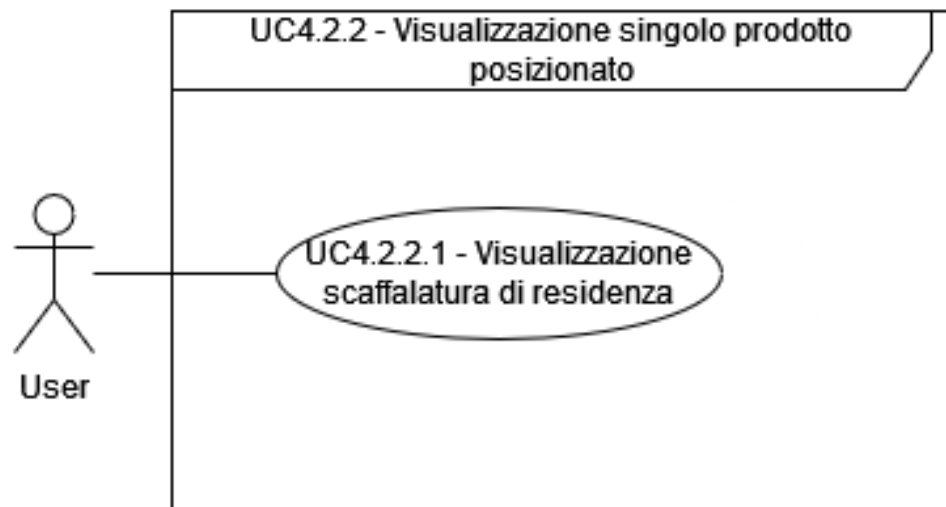 UC4.2.2 - Visualizzazione singolo prodotto
posizionato
UC4.2.2.1 - Visualizzazione
scaffalatura di residenza
User